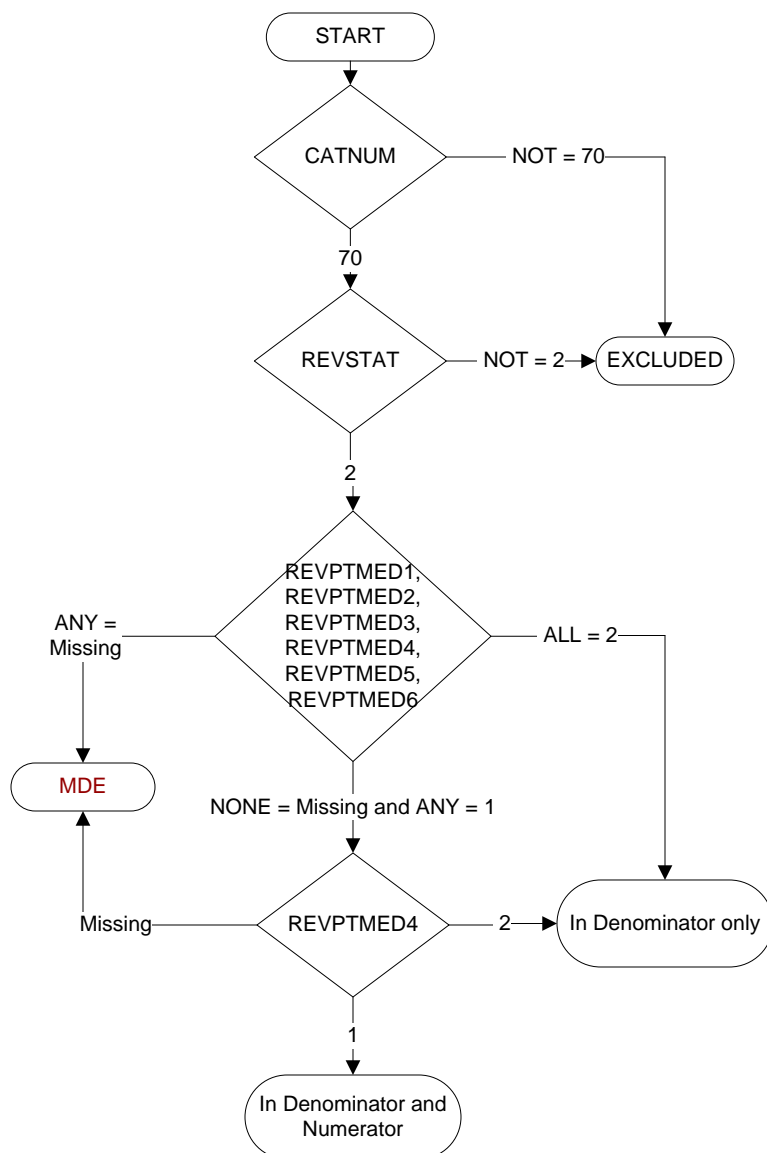 START
CATNUM
NOT = 70
70
REVSTAT
NOT = 2
EXCLUDED
2
REVPTMED1,
REVPTMED2,
REVPTMED3,
REVPTMED4,
REVPTMED5,
REVPTMED6
ANY =
Missing
ALL = 2
MDE
NONE = Missing and ANY = 1
Missing
REVPTMED4
2
In Denominator only
1
In Denominator and
Numerator